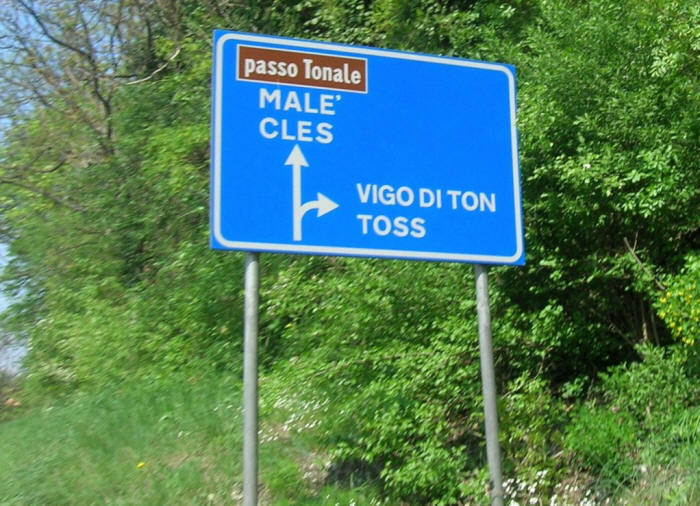 passo Tonale
MALE'
CLES
VIGO DI TON
TOSS